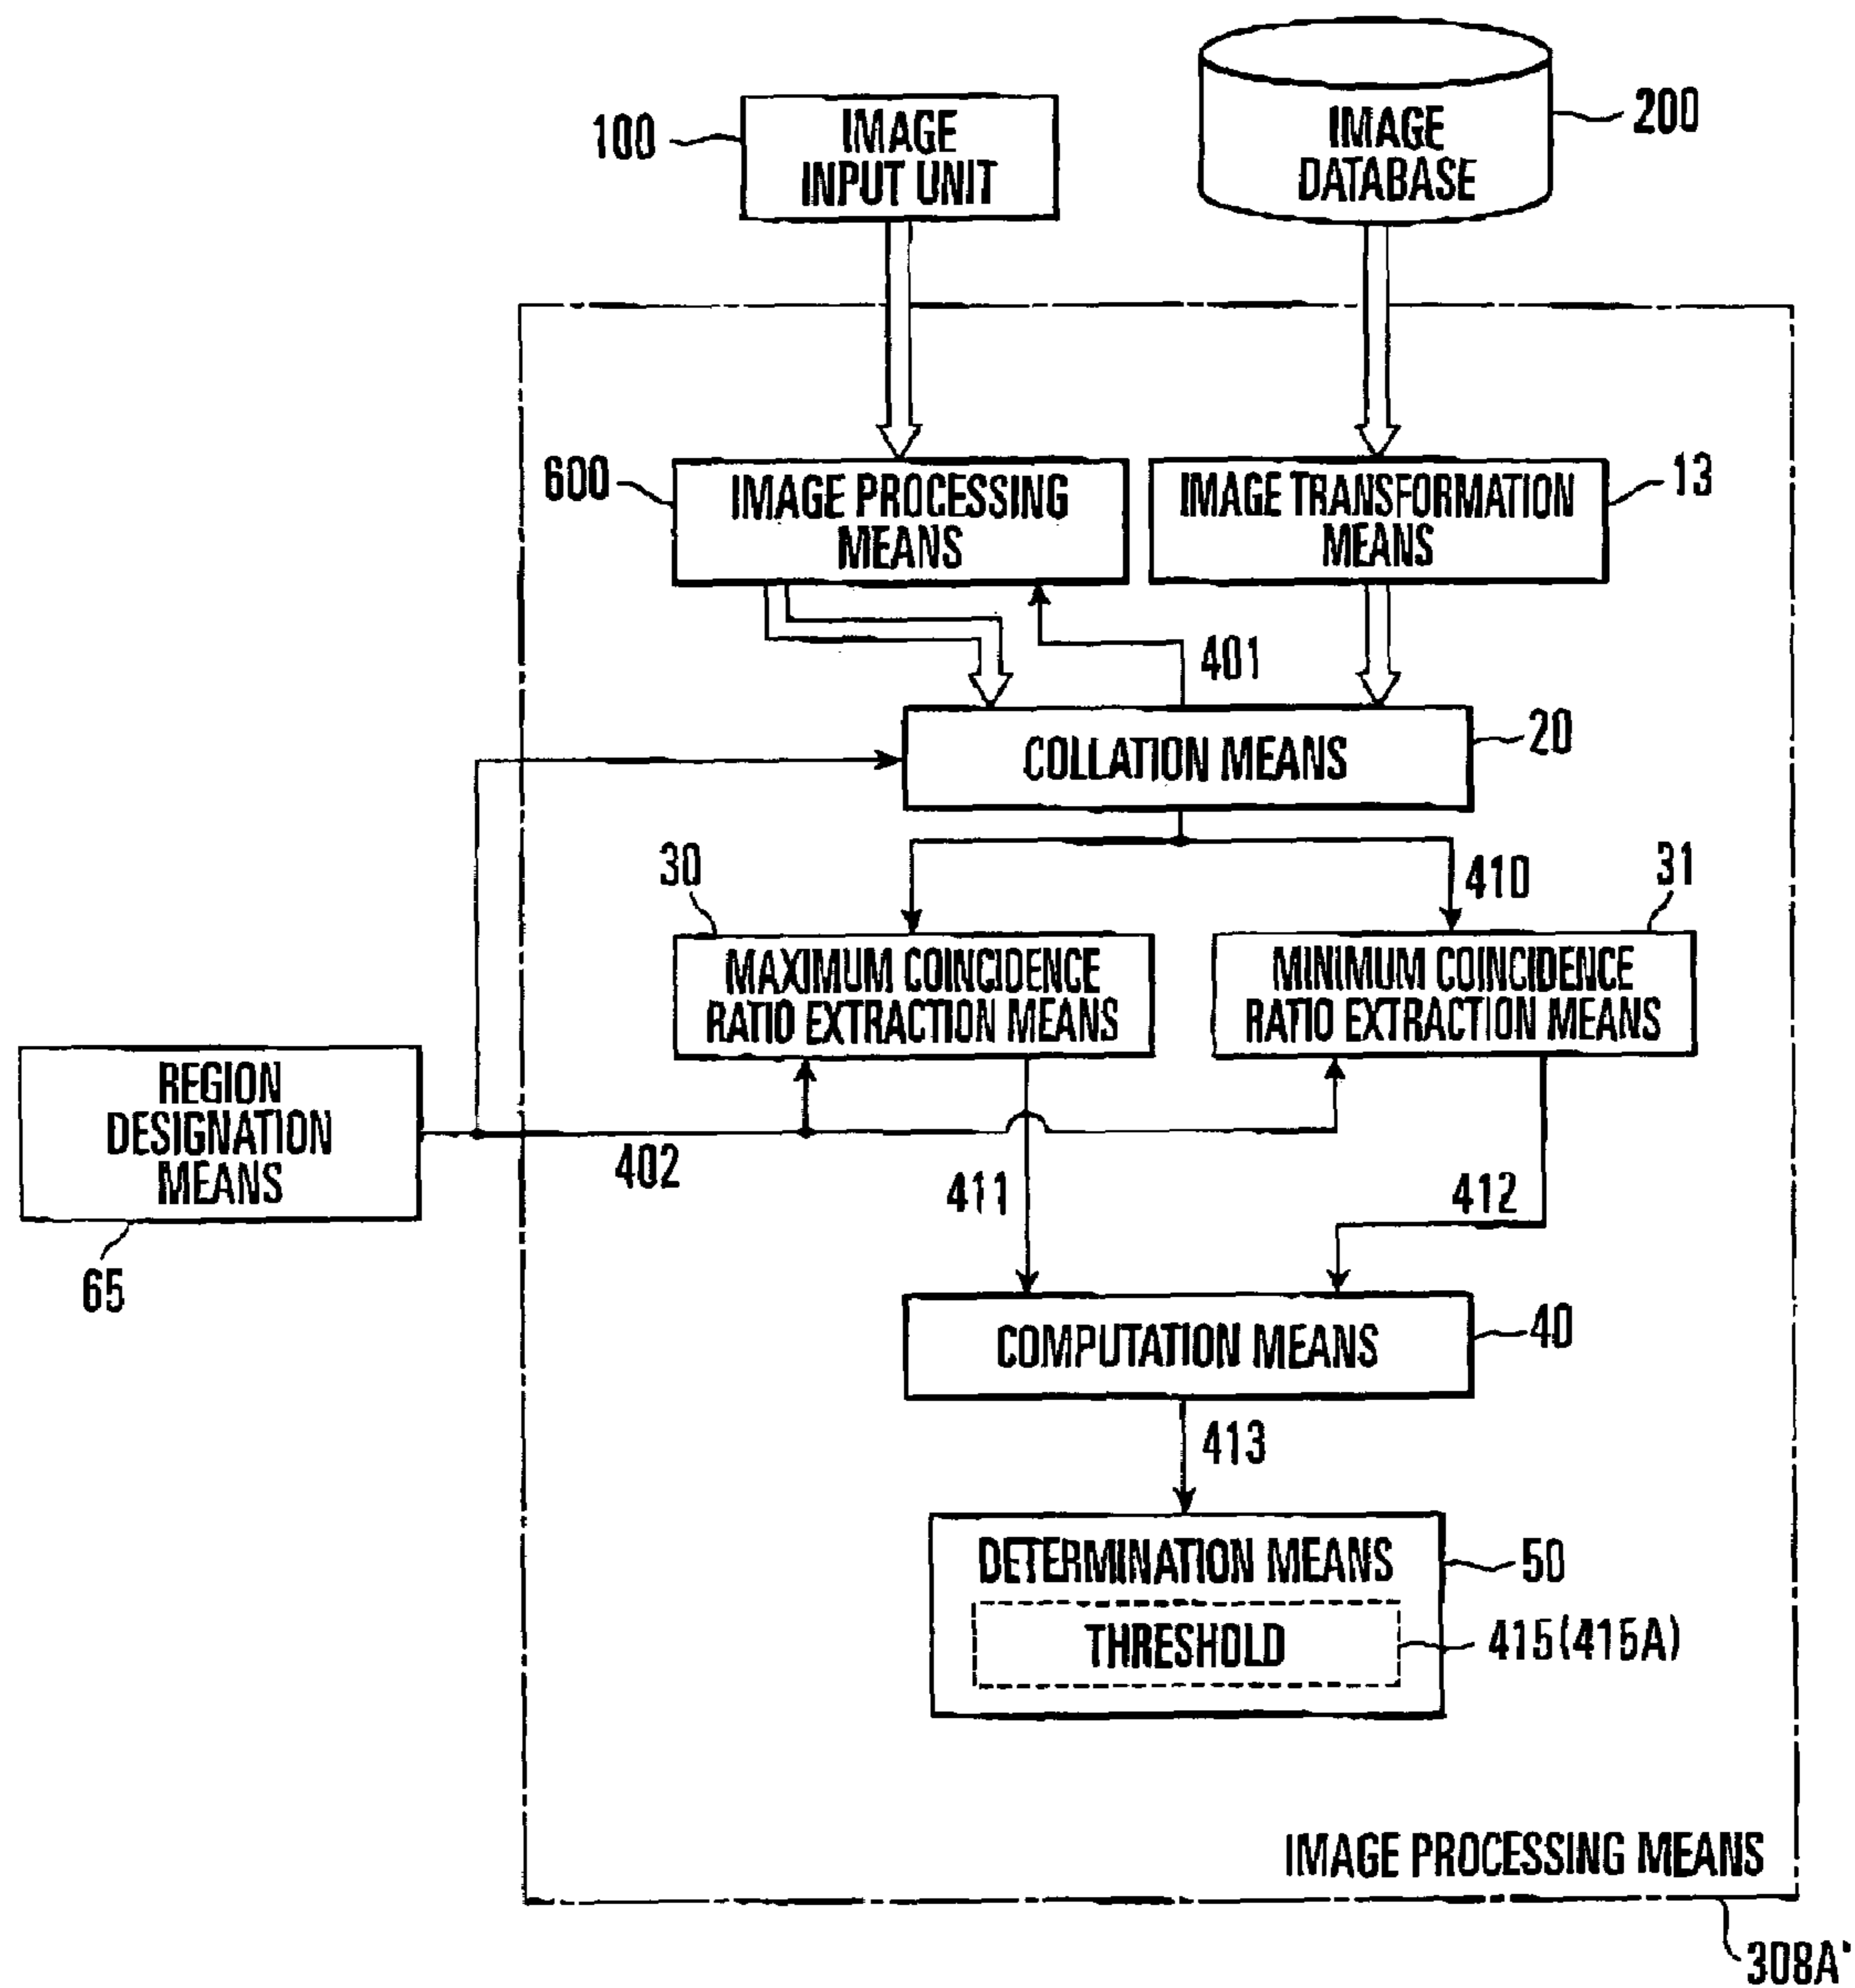 100
IMAGE
INPUT UNIT
IMAGE
DATABASE
200
600
IMAGE PROCESSING
MEANS
IMAGE TRANSFORMATION
MEANS
13
401
COLLATION MEANS
20
30
410
31
MAXIMUM COINCIDENCE
RATIO EXTRACTION MEANS
MINIMUM COINCIDENCE
RATIO EXTRACTION MEANS
REGION
DESIGNATION
MEANS
65
402
411
412
COMPUTATION MEANS
40
413
DETERMINATION MEANS
50
THRESHOLD
415(415A)
IMAGE PROCESSING MEANS
308A'